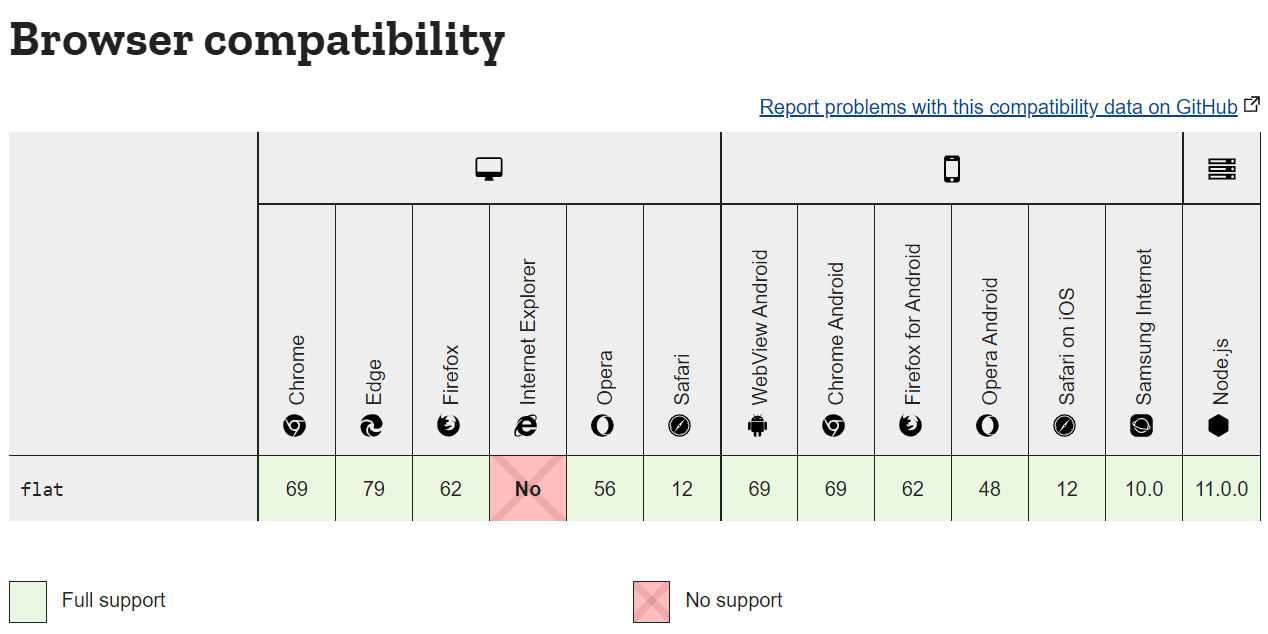 Browser compatibility
Report problems with this compatibility data on GitHub
Chrome
Edge
Firefox
Internet Explorer
Opera
Safari
WebView Android
Chrome Android
Firefox for Android
Opera Android
Safari on iOS
Samsung Internet
Node.js
flat 69 79 62 No 56 12 69 69 62 48 12 10.0 11.0.0
Full support No support